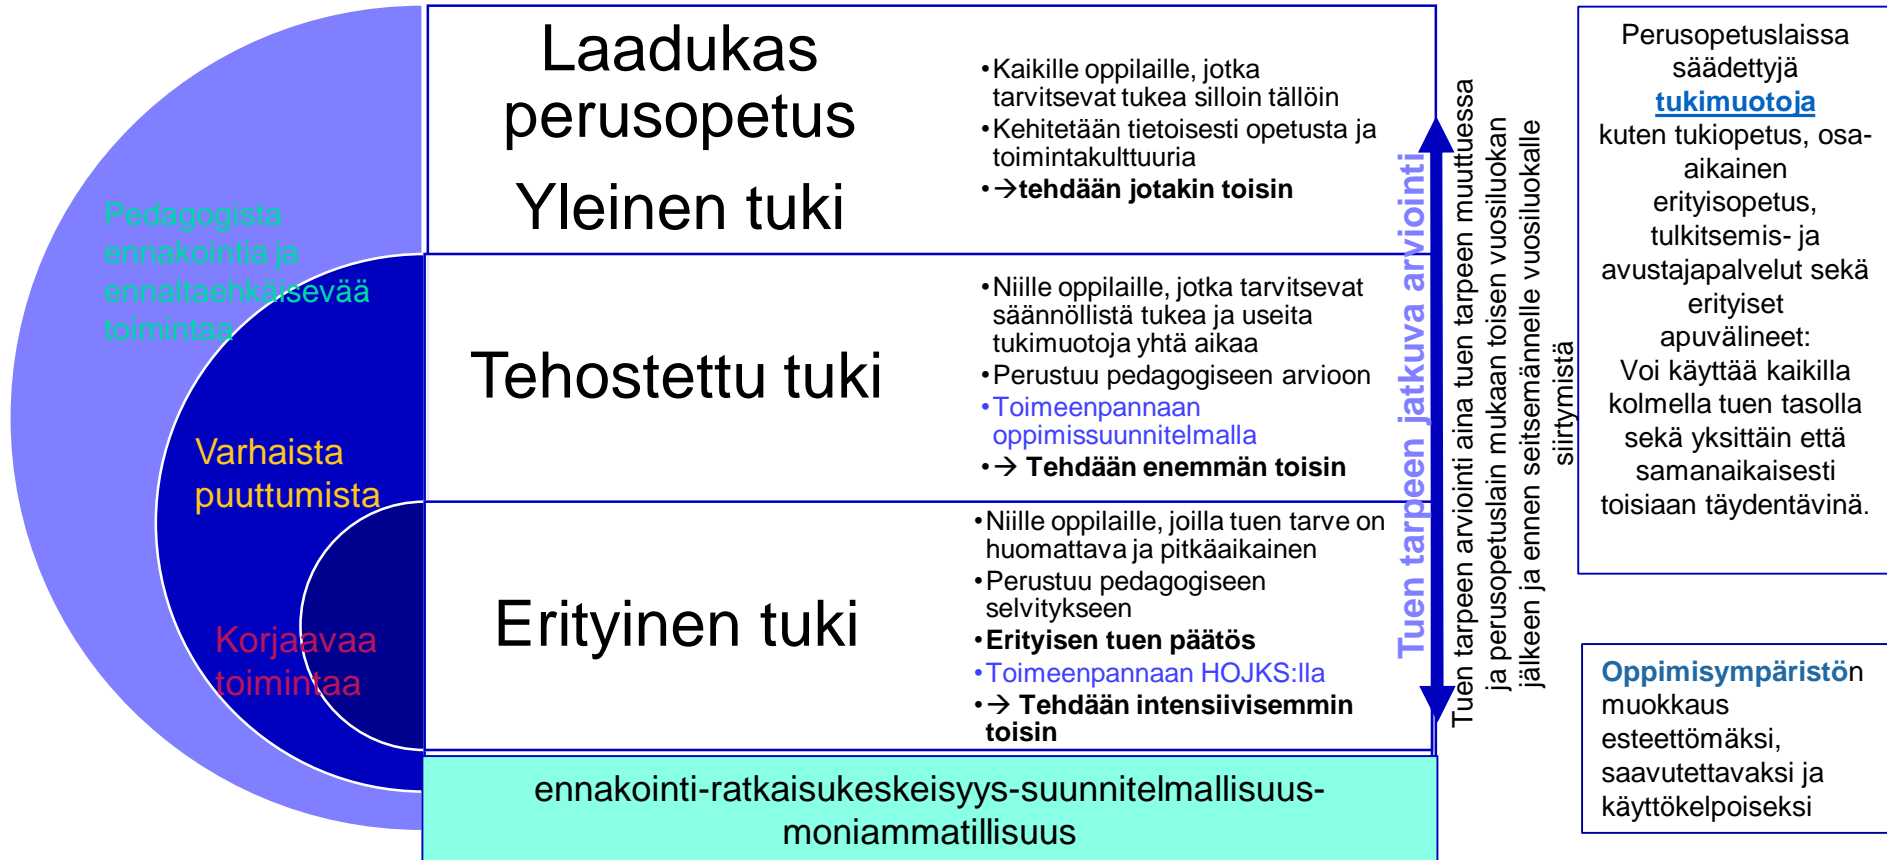 Pedagogista
ennakointia ja
ennaltaehkäisevää
toimintaa
Varhaista
puuttumista
Korjaavaa
toimintaa
Laadukas
perusopetus
Yleinen tuki
•Kaikille oppilaille, jotka
tarvitsevat tukea silloin tällöin
•Kehitetään tietoisesti opetusta ja
toimintakulttuuria
•→tehdään jotakin toisin
Tehostettu tuki
•Niille oppilaille, jotka tarvitsevat
säännöllistä tukea ja useita
tukimuotoja yhtä aikaa
•Perustuu pedagogiseen arvioon
•Toimeenpannaan
oppimissuunnitelmalla
•→ Tehdään enemmän toisin
Erityinen tuki
•Niille oppilaille, joilla tuen tarve on
huomattava ja pitkäaikainen
•Perustuu pedagogiseen
selvitykseen
•Erityisen tuen päätös
•Toimeenpannaan HOJKS:lla
•→ Tehdään intensiivisemmin
toisin
ennakointi-ratkaisukeskeisyys-suunnitelmallisuus-
moniammatillisuus
Tuen tarpeen jatkuva arviointi
Tuen tarpeen arviointi aina tuen tarpeen muuttuessa
ja perusopetuslain mukaan toisen vuosiluokan
jälkeen ja ennen seitsemännelle vuosiluokalle
siirtymistä
Perusopetuslaissa
säädettyjä
tukimuotoja
kuten tukiopetus, osa-
aikainen
erityisopetus,
tulkitsemis- ja
avustajapalvelut sekä
erityiset
apuvälineet:
Voi käyttää kaikilla
kolmella tuen tasolla
sekä yksittäin että
samanaikaisesti
toisiaan täydentävinä.
Oppimisympäristön
muokkaus
esteettömäksi,
saavutettavaksi ja
käyttökelpoiseksi